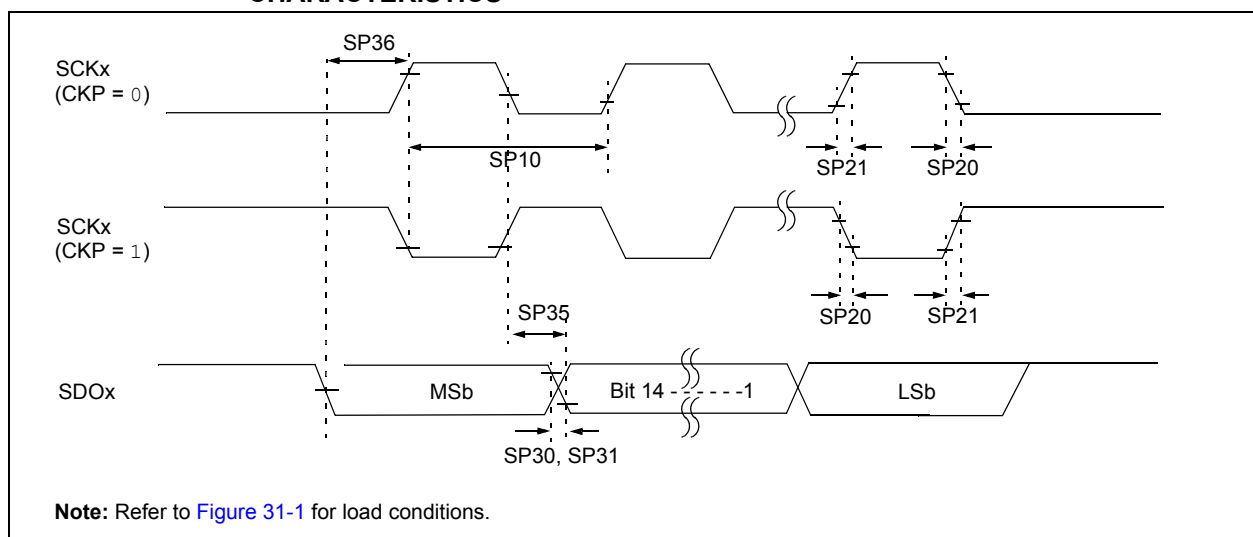 CHARACTERISTICS
SP36
SCKx
(CKP = 0)
SP10
SP21
SP20
SCKx
(CKP = 1)
SP35
SP20
SP21
SDOx
MSb
Bit 14 - - - - - -1
LSb
SP30, SP31
Note: Refer to Figure 31-1 for load conditions.